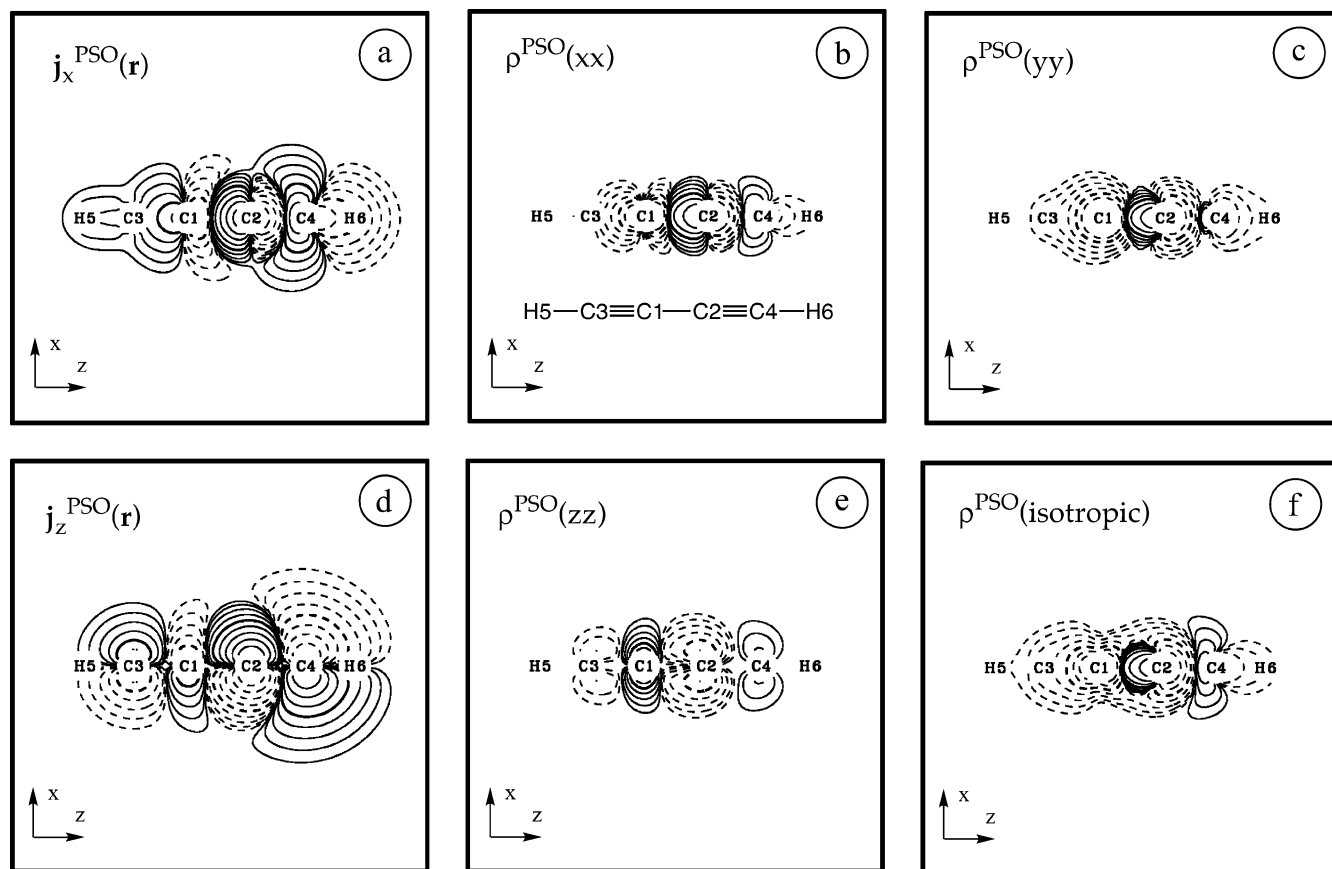 j_x^PSO(r)
a
H5 C3 C1 C2 C4 H6
x
z
ρ^PSO(xx)
b
H5 C3 C1 C2 C4 H6
H5—C3≡C1—C2≡C4—H6
x
z
ρ^PSO(yy)
c
H5 C3 C1 C2 C4 H6
x
z
j_z^PSO(r)
d
H5 C3 C1 C2 C4 H6
x
z
ρ^PSO(zz)
e
H5 C3 C1 C2 C4 H6
x
z
ρ^PSO(isotropic)
f
H5 C3 C1 C2 C4 H6
x
z